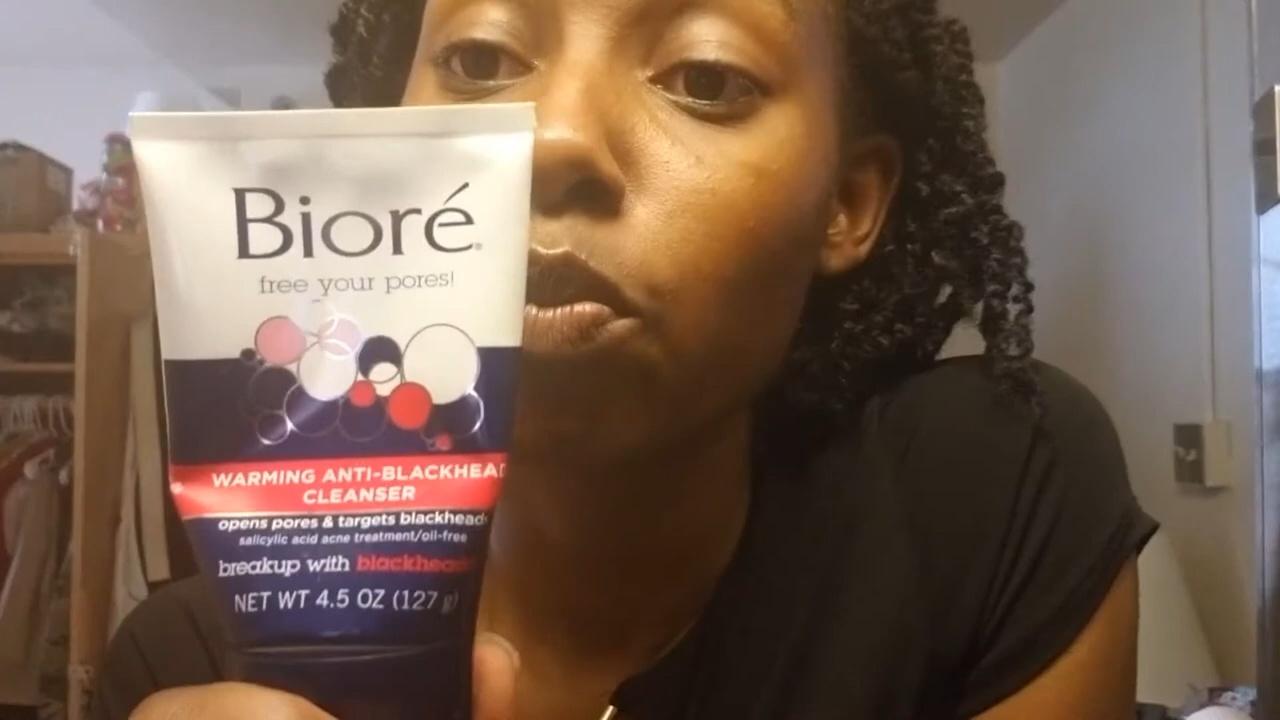 Bioré
free your pores!
WARMING ANTI-BLACKHEAD
CLEANSER
opens pores & targets blackheads
salicylic acid acne treatment/oil-free
breakup with blackheads
NET WT 4.5 OZ (127 g)